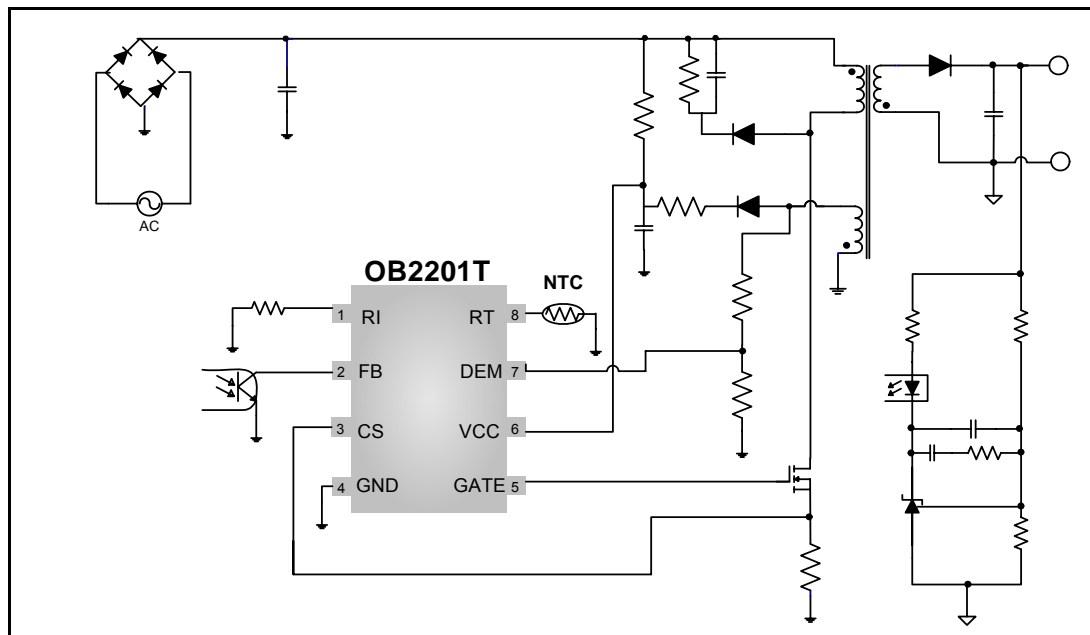 AC
OB2201T
NTC
1 RI RT 8
2 FB DEM 7
3 CS VCC 6
4 GND GATE 5